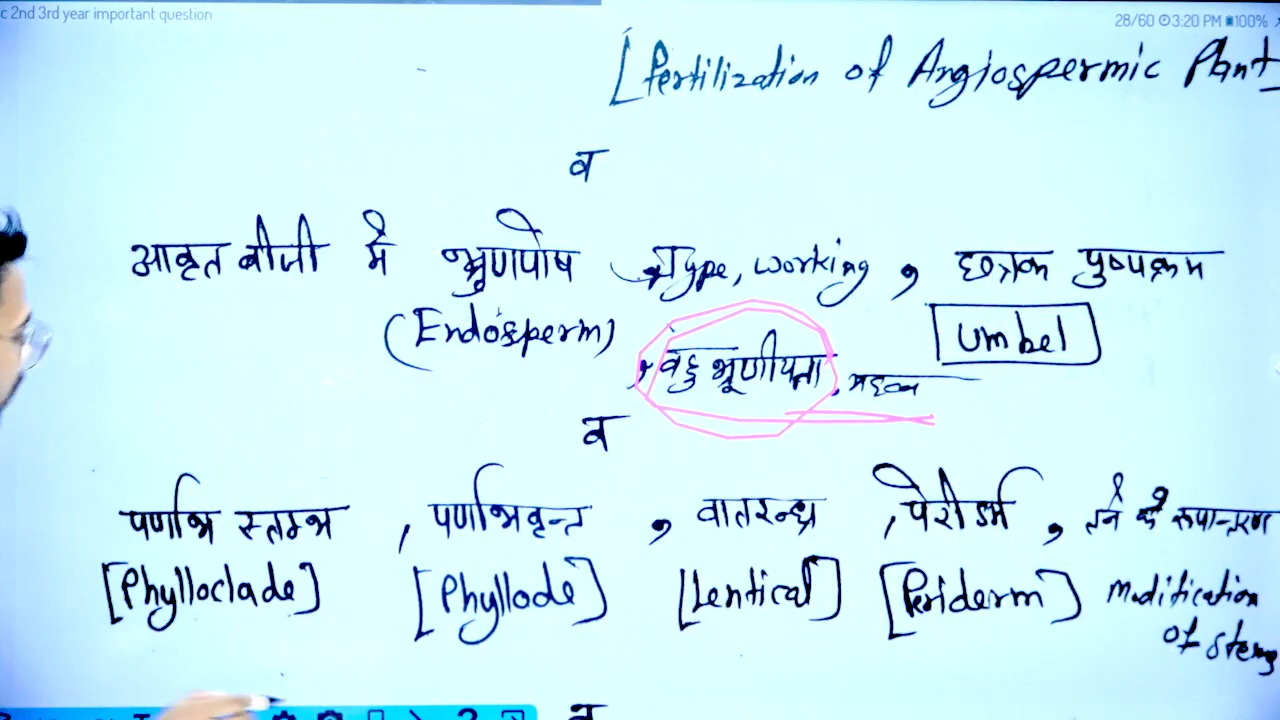 c 2nd 3rd year important question
28/60 3:20 PM 100%
[Fertilization of Angiospermic Plant]
व
आवृत बीजी में भ्रुणपोष Type, working , छत्रक पुष्पक्रम
(Endosperm) [Umbel]
, बहु भ्रूणीयता , महत्व
व
पर्णाभ स्तम्भ , पर्णाभवृन्त , वातरन्ध्र , पेरीडर्म , तने के रूपान्तरण
[Phylloclade] [Phyllode] [Lentical] [Periderm] Modification
of stem
व